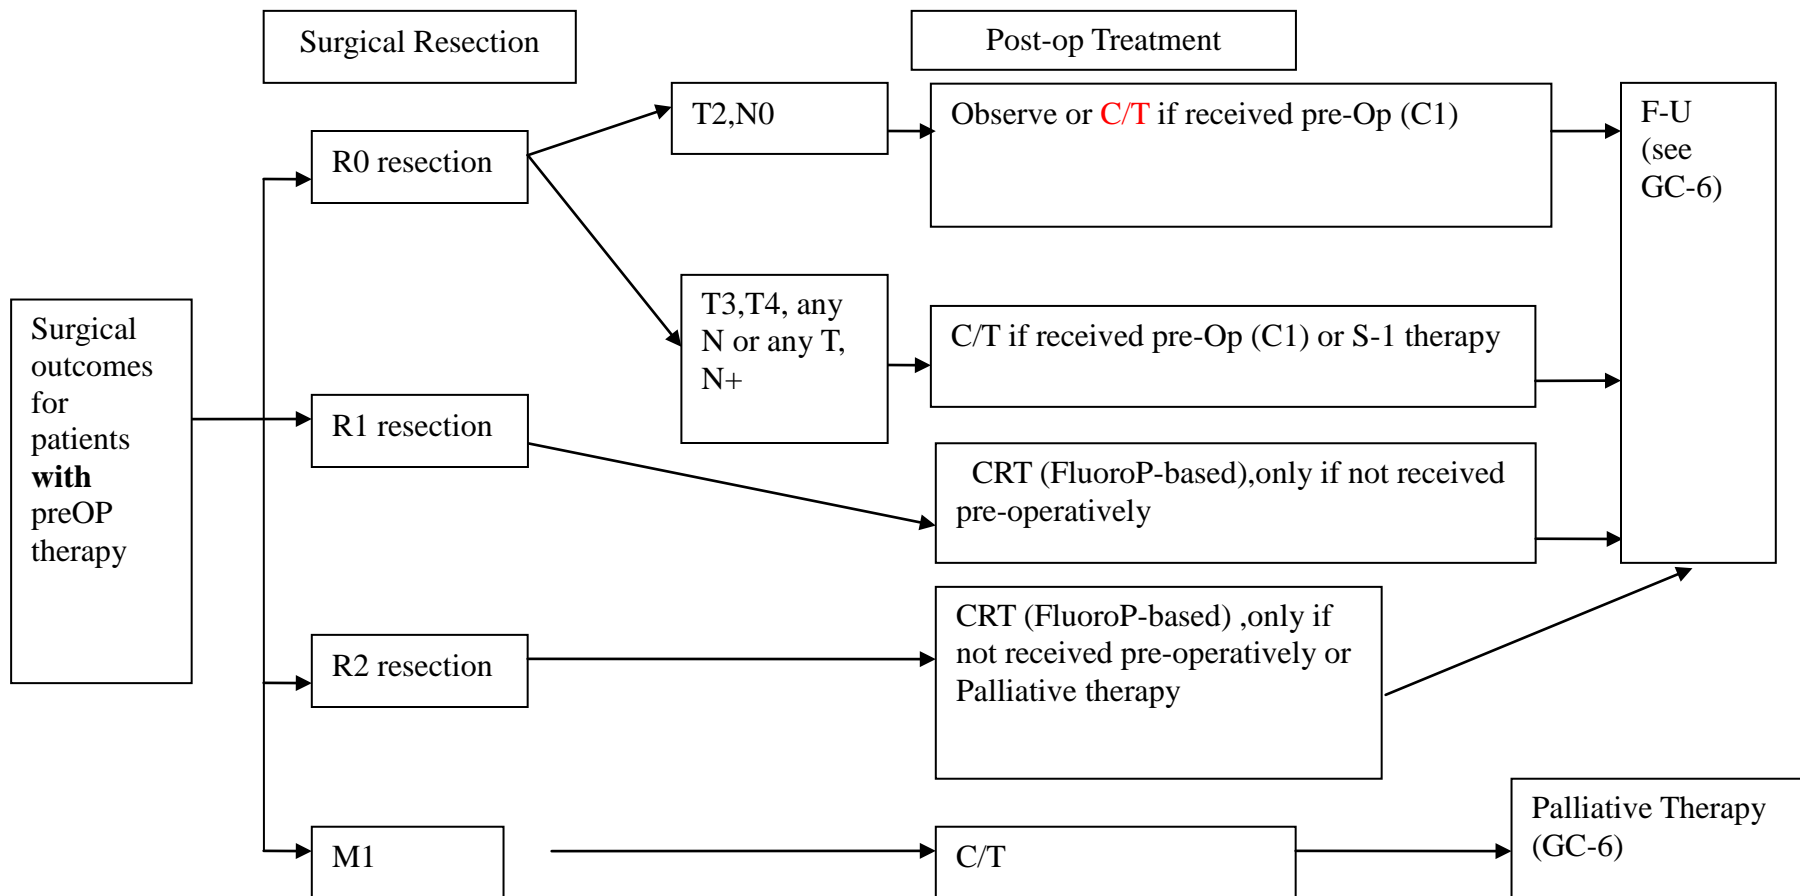 Surgical Resection
Post-op Treatment
Surgical
outcomes
for
patients
with
preOP
therapy
R0 resection
T2,N0
Observe or C/T if received pre-Op (C1)
F-U
(see
GC-6)
T3,T4, any
N or any T,
N+
C/T if received pre-Op (C1) or S-1 therapy
R1 resection
CRT (FluoroP-based),only if not received
pre-operatively
R2 resection
CRT (FluoroP-based) ,only if
not received pre-operatively or
Palliative therapy
M1
C/T
Palliative Therapy
(GC-6)